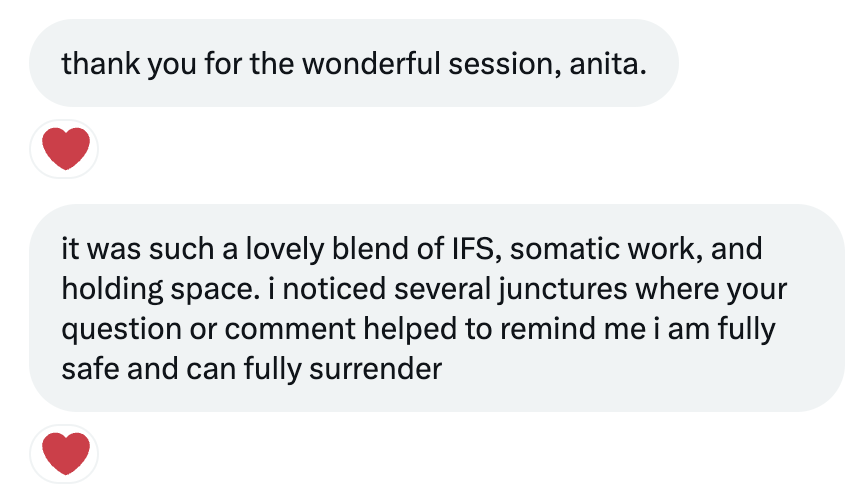 thank you for the wonderful session, anita.
it was such a lovely blend of IFS, somatic work, and
holding space. i noticed several junctures where your
question or comment helped to remind me i am fully
safe and can fully surrender